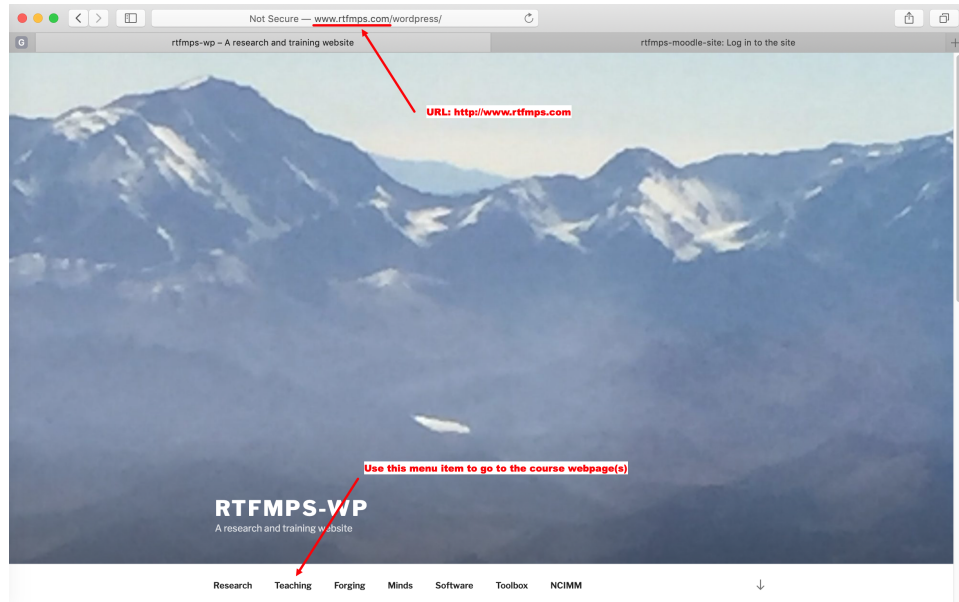 Not Secure — www.rtfmps.com/wordpress/
G
rtfmps-wp – A research and training website
rtfmps-moodle-site: Log in to the site
URL: http://www.rtfmps.com
Use this menu item to go to the course webpage(s)
RTFMPS-WP
A research and training website
Research Teaching Forging Minds Software Toolbox NCIMM